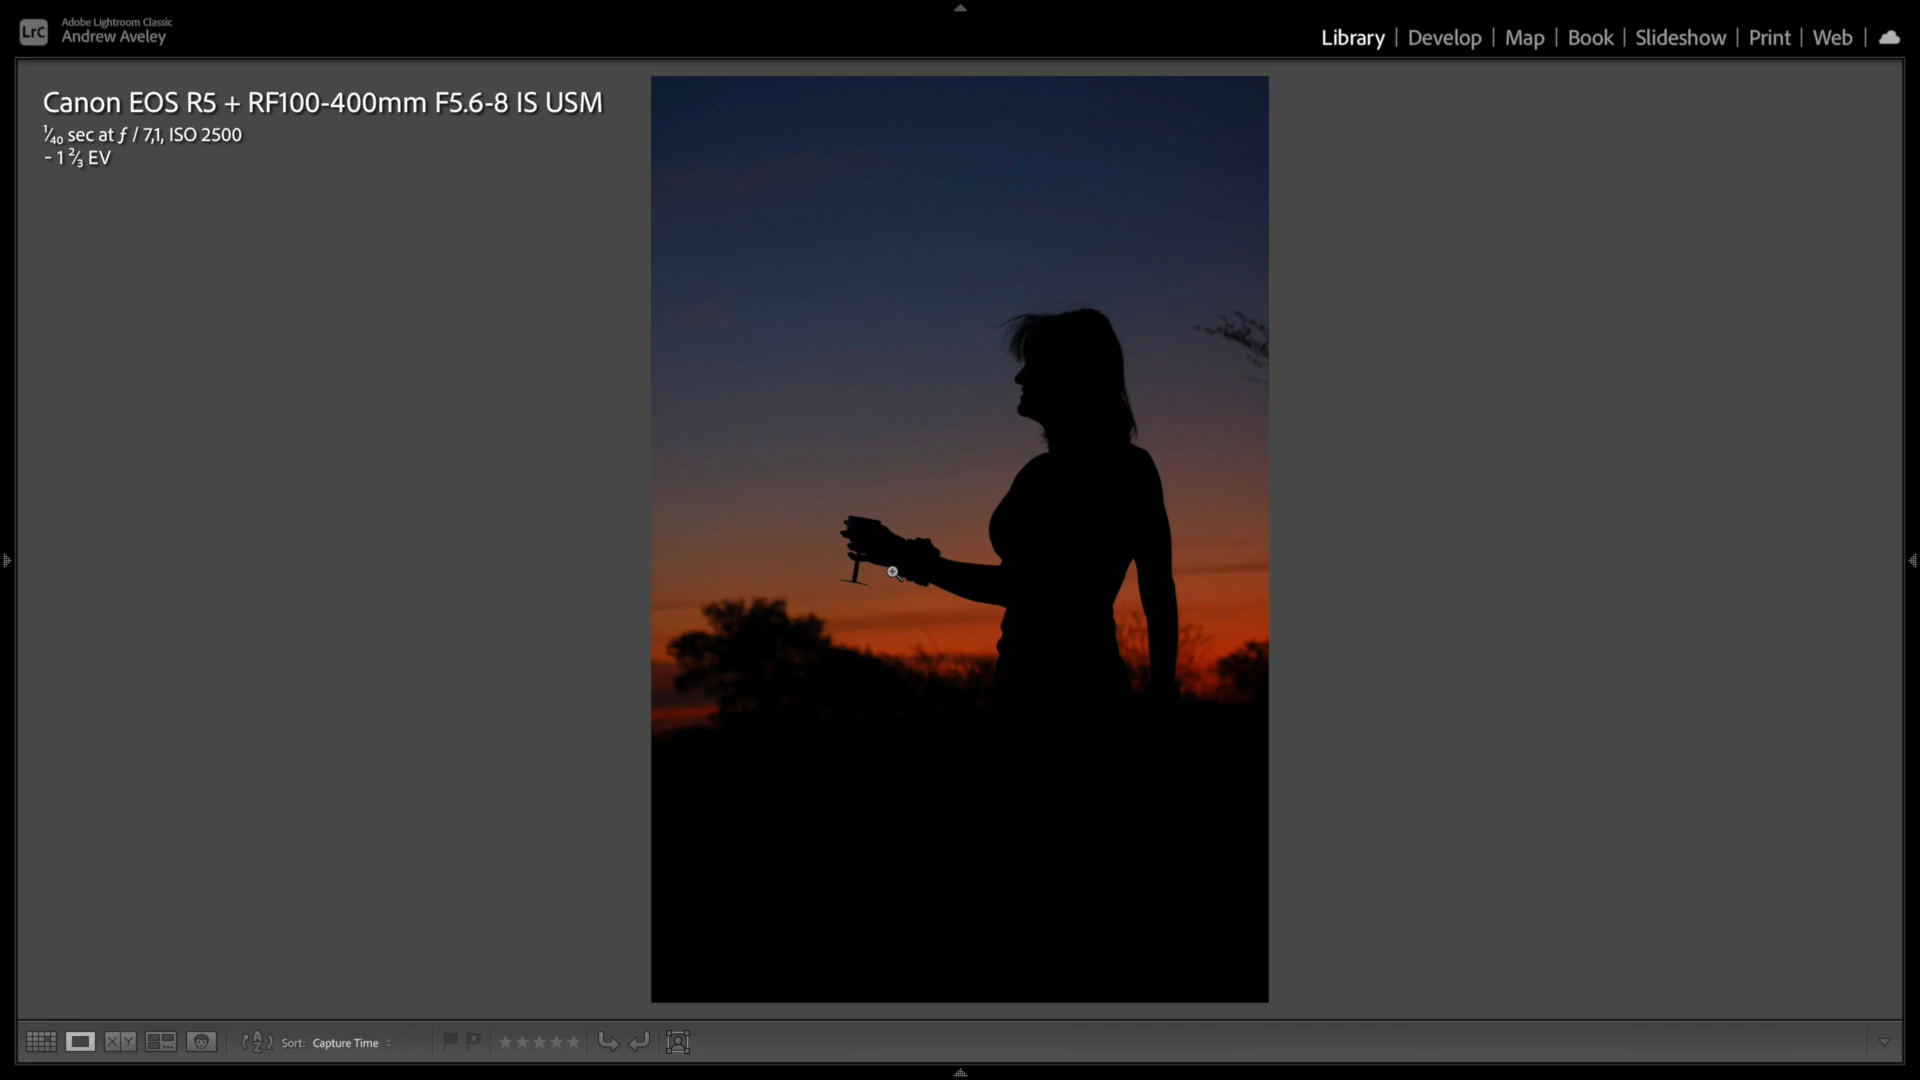 LrC
Adobe Lightroom Classic
Andrew Aveley
Library | Develop | Map | Book | Slideshow | Print | Web |
Canon EOS R5 + RF100-400mm F5.6-8 IS USM
1/40 sec at ƒ / 7,1, ISO 2500
- 1 2/3 EV
XY
AZ
Sort: Capture Time